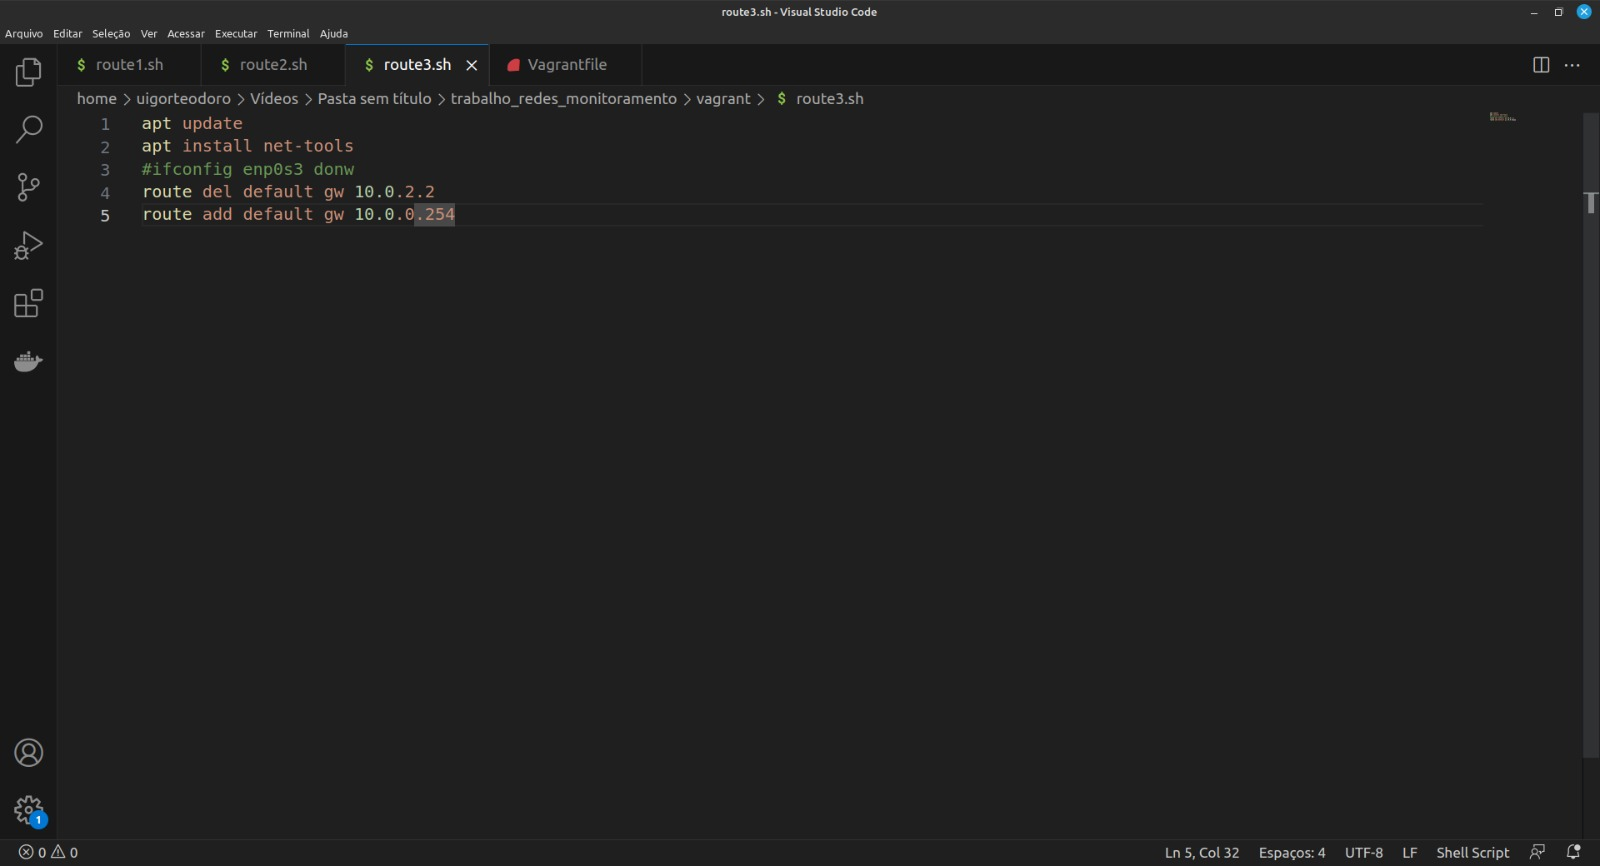 route3.sh - Visual Studio Code
Arquivo Editar Seleção Ver Acessar Executar Terminal Ajuda
$ route1.sh $ route2.sh $ route3.sh Vagrantfile
home > uigorteodoro > Vídeos > Pasta sem título > trabalho_redes_monitoramento > vagrant > $ route3.sh
1 apt update
2 apt install net-tools
3 #ifconfig enp0s3 donw
4 route del default gw 10.0.2.2
5 route add default gw 10.0.0.254
1
0 0 Ln 5, Col 32 Espaços: 4 UTF-8 LF Shell Script